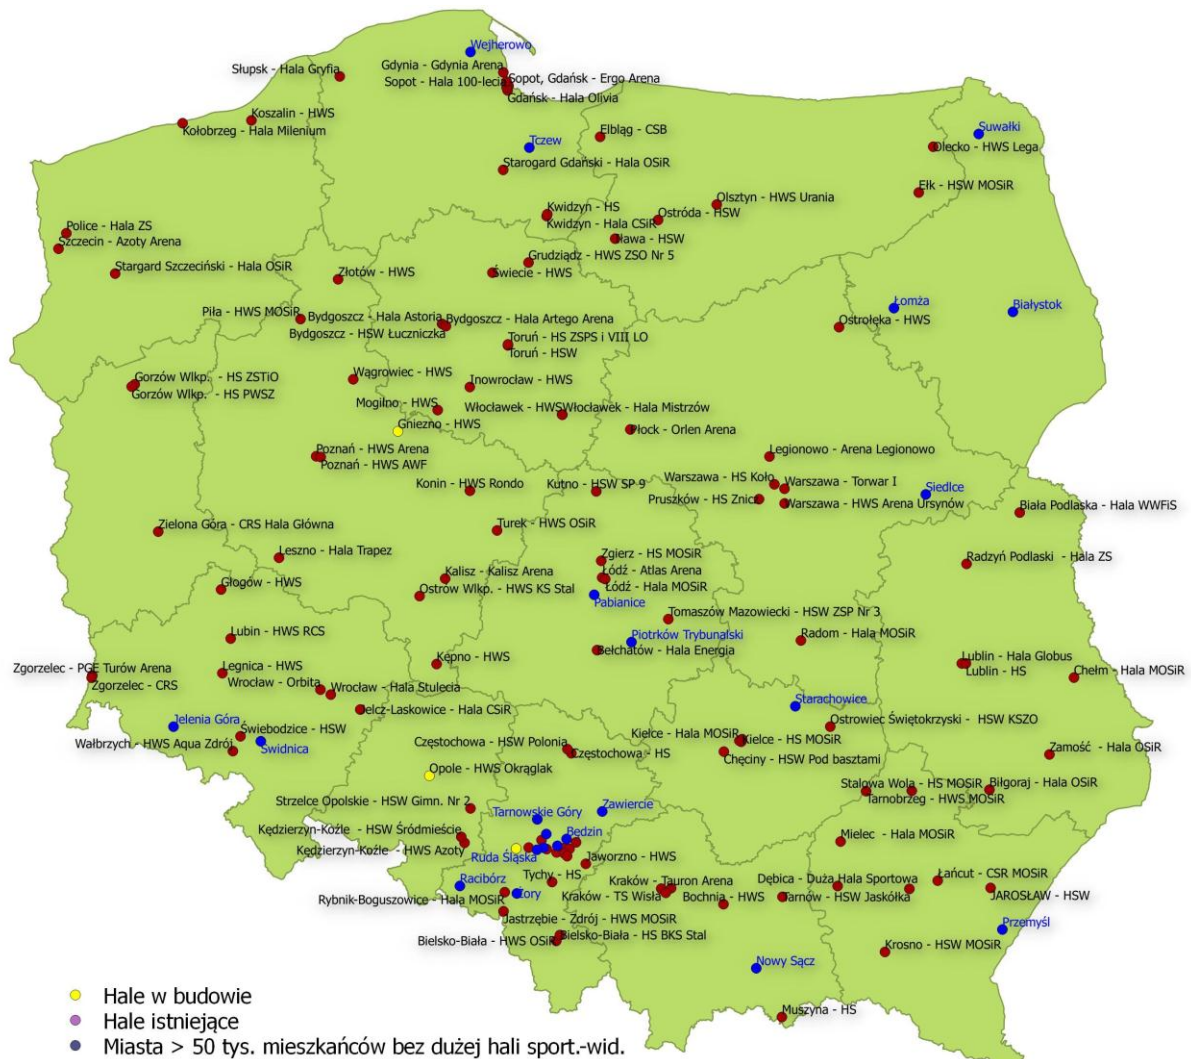 Wejherowo
Słupsk - Hala Gryfia
Gdynia - Gdynia Arena
Sopot - Hala 100-lecia
Sopot, Gdańsk - Ergo Arena
Gdańsk - Hala Olivia
Koszalin - HWS
Kołobrzeg - Hala Milenium
Elbląg - CSB
Suwałki
Tczew
Olecko - HWS Lega
Starogard Gdański - Hala OSiR
Ełk - HSW MOSiR
Olsztyn - HWS Urania
Kwidzyń - HS
Kwidzyn - Hala CSiR
Ostróda - HSW
Police - Hala ZS
Szczecin - Azoty Arena
Iława - HSW
Grudziądz - HWS ZSO Nr 5
Stargard Szczeciński - Hala OSiR
Złotów - HWS
Świecie - HWS
Łomża
Białystok
Piła - HWS MOSiR
Bydgoszcz - Hala Astoria
Bydgoszcz - Hala Artego Arena
Bydgoszcz - HSW Łuczniczka
Ostrołęka - HWS
Toruń - HS ZSPS i VIII LO
Toruń - HSW
Gorzów Wlkp. - HS ZSTiO
Gorzów Wlkp. - HS PWSZ
Wągrowiec - HWS
Inowrocław - HWS
Mogilno - HWS
Włocławek - HWS
Włocławek - Hala Mistrzów
Gniezno - HWS
Płock - Orlen Arena
Poznań - HWS Arena
Poznań - HWS AWF
Legionowo - Arena Legionowo
Konin - HWS Rondo
Kutno - HSW SP 9
Warszawa - HS Koło
Warszawa - Torwar I
Siedlce
Pruszków - HS Znicz
Warszawa - HWS Arena Ursynów
Biała Podlaska - Hala WWFiS
Zielona Góra - CRS Hala Główna
Turek - HWS OSiR
Leszno - Hala Trapez
Zgierz - HS MOSiR
Radzyń Podlaski - Hala ZS
Kalisz - Kalisz Arena
Łódź - Atlas Arena
Głogów - HWS
Ostrów Wlkp. - HWS KS Stal
Łódź - Hala MOSiR
Pabianice
Tomaszów Mazowiecki - HSW ZSP Nr 3
Lubin - HWS RCS
Piotrków Trybunalski
Radom - Hala MOSiR
Bełchatów - Hala Energia
Zgorzelec - PGE Turów Arena
Zgorzelec - CRS
Legnica - HWS
Kępno - HWS
Lublin - Hala Globus
Lublin - HS
Chełm - Hala MOSiR
Wrocław - Orbita
Wrocław - Hala Stulecia
Jelcz-Laskowice - Hala CSiR
Starachowice
Jelenia Góra
Świebodzice - HSW
Ostrowiec Świętokrzyski - HSW KSZO
Wałbrzych - HWS Aqua Zdrój
Świdnica
Częstochowa - HSW Polonia
Częstochowa - HS
Kielce - Hala MOSiR
Kielce - HS MOSiR
Chęciny - HSW Pod basztami
Zamość - Hala OSiR
Opole - HWS Okrąglak
Stalowa Wola - HS MOSiR
Biłgoraj - Hala OSiR
Tarnobrzeg - HWS MOSiR
Strzelce Opolskie - HSW Gimn. Nr 2
Tarnowskie Góry
Zawiercie
Kędzierzyn-Koźle - HSW Śródmieście
Będzin
Mielec - Hala MOSiR
Kędzierzyn-Koźle - HWS Azoty
Ruda Śląska
Jaworzno - HWS
Racibórz
Tychy - HS
Kraków - Tauron Arena
Dębica - Duża Hala Sportowa
Łańcut - CSR MOSiR
Rybnik-Boguszowice - Hala MOSiR
Żory
Kraków - TS Wisła
Bochnia - HWS
Tarnów - HSW Jaskółka
JAROSŁAW - HSW
Jastrzębie - Zdrój - HWS MOSiR
Przemyśl
Bielsko-Biała - HWS OSiR
Bielsko-Biała - HS BKS Stal
Krosno - HSW MOSiR
Nowy Sącz
Hale w budowie
Hale istniejące
Muszyna - HS
Miasta > 50 tys. mieszkańców bez dużej hali sport.-wid.